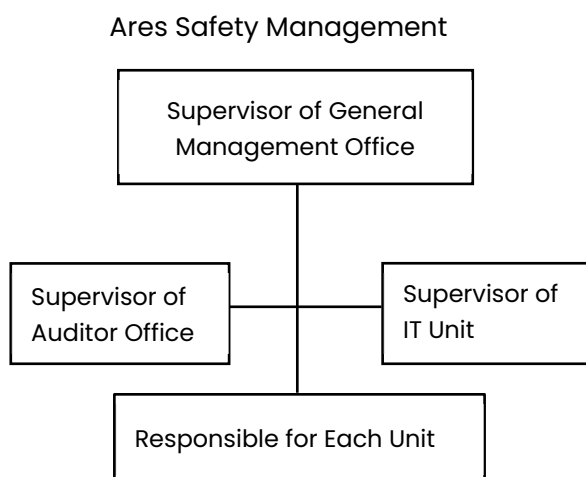 Ares Safety Management
Supervisor of General
Management Office
Supervisor of
Auditor Office
Supervisor of
IT Unit
Responsible for Each Unit